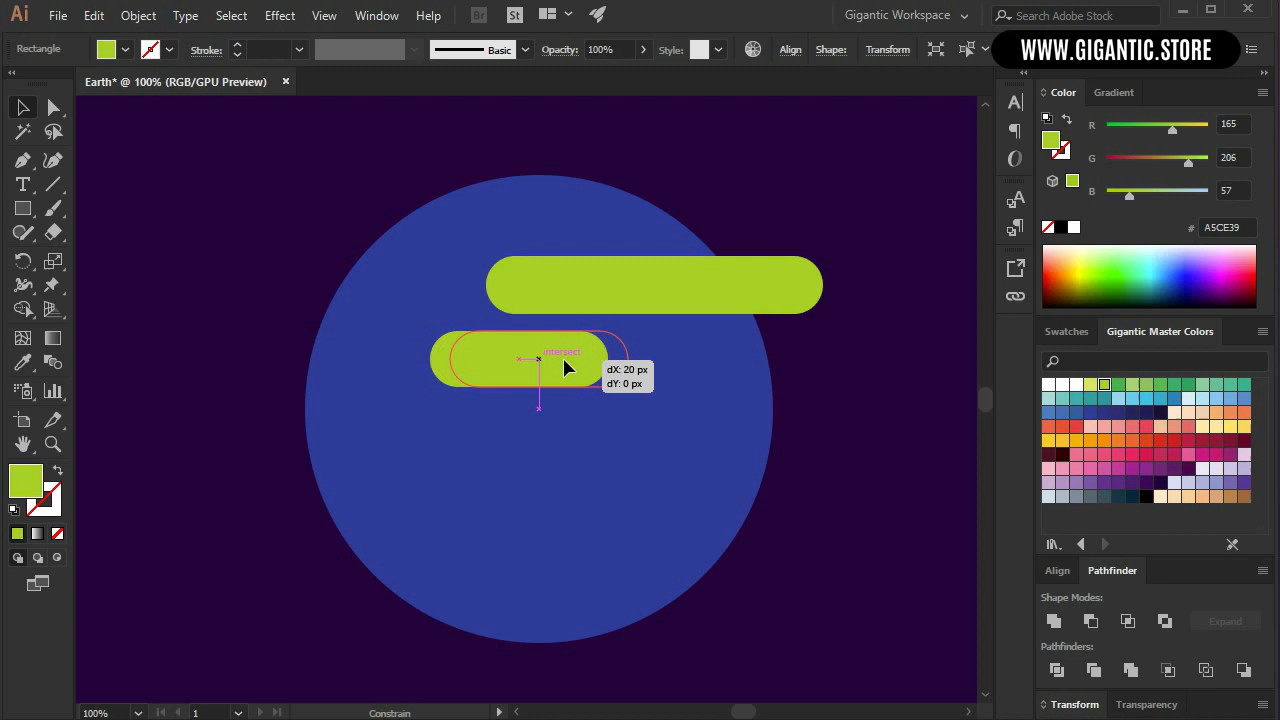 Ai File Edit Object Type Select Effect View Window Help Br St Gigantic Workspace Search Adobe Stock
Rectangle Stroke: Basic Opacity: 100% Style: Align Shape: Transform
WWW.GIGANTIC.STORE
Earth* @ 100% (RGB/GPU Preview)
Color Gradient
R 165
G 206
B 57
# A5CE39
Swatches Gigantic Master Colors
intersect
dX: 20 px
dY: 0 px
Align Pathfinder
Shape Modes:
Expand
Pathfinders:
Transform Transparency
100% 1 Constrain